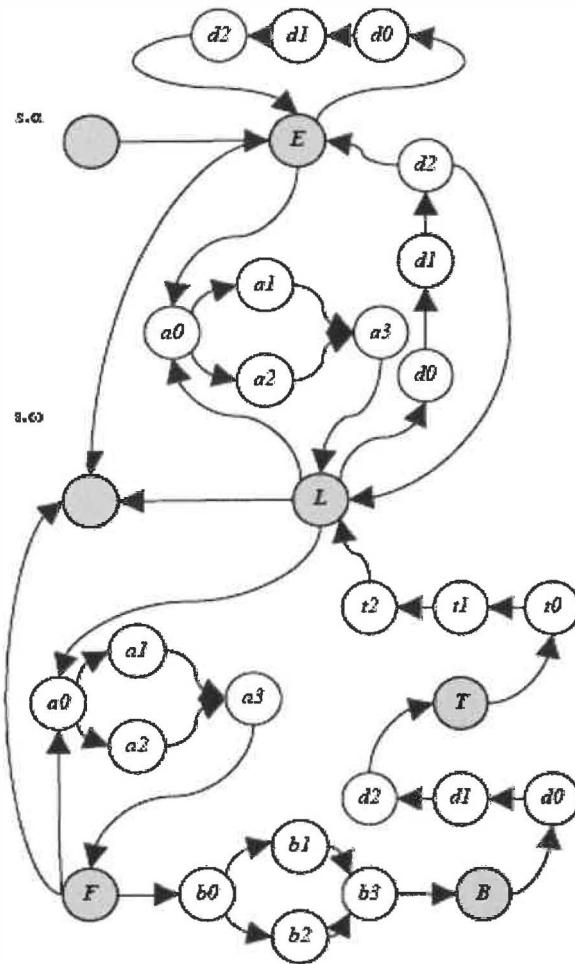 d2 d1 d0
s.α
E
d2
d1
a1
a0 a3
a2
d0
s.ω
L
t2 t1 t0
a1
a0 a3
a2
T
d2 d1 d0
b1
F b0 b3 B
b2